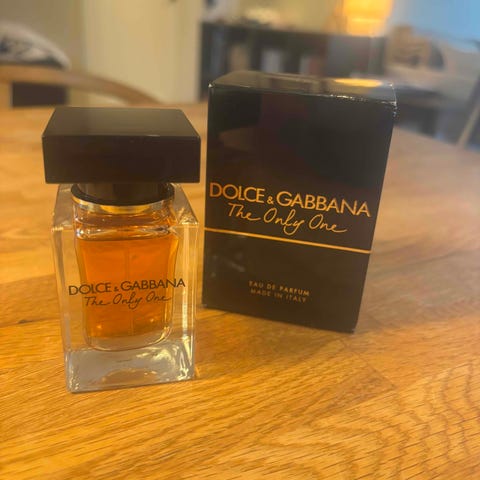 DOLCE & GABBANA
The Only One
DOLCE & GABBANA
The Only One
EAU DE PARFUM
MADE IN ITALY